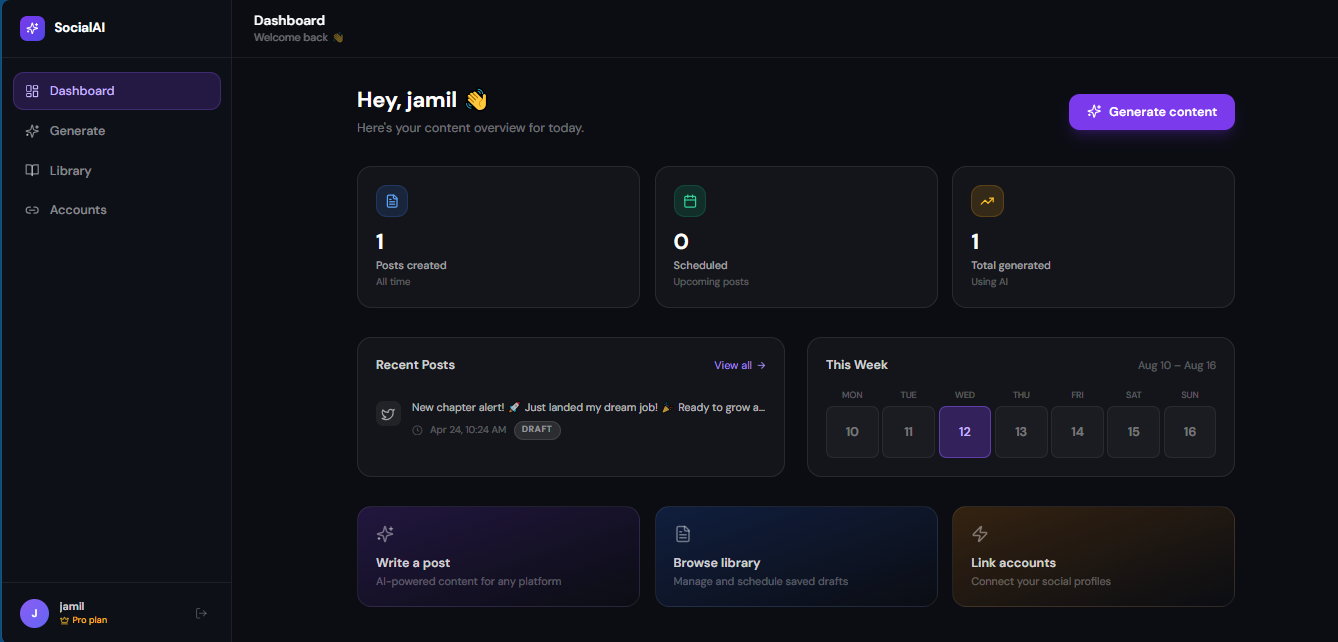 SocialAI
Dashboard
Generate
Library
Accounts
J
jamil
Pro plan
Dashboard
Welcome back 👋
Hey, jamil 👋
Here's your content overview for today.
Generate content
1
Posts created
All time
0
Scheduled
Upcoming posts
1
Total generated
Using AI
Recent Posts
View all →
New chapter alert! 🚀 Just landed my dream job! 🎉 Ready to grow a...
Apr 24, 10:24 AM DRAFT
This Week
Aug 10 – Aug 16
MON TUE WED THU FRI SAT SUN
10 11 12 13 14 15 16
Write a post
AI-powered content for any platform
Browse library
Manage and schedule saved drafts
Link accounts
Connect your social profiles